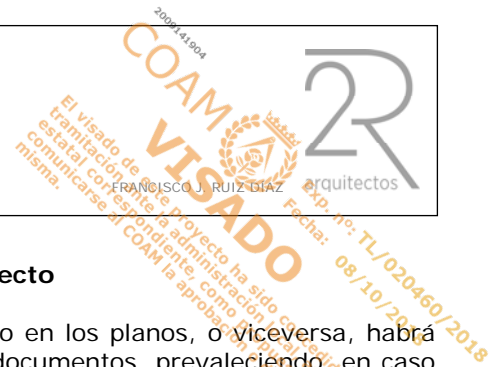 2009141904
COAM
VISADO
Exp. nº: TL/020460/2018
Fecha: 08/10/2018
El visado de este proyecto ha sido
tramitación ante la administración
estatal correspondiente, como
comunicarse al COAM la aprobación
misma.
2R
arquitectos
FRANCISCO J. RUIZ DIAZ
ecto
o en los planos, o viceversa, habrá
documentos, prevaleciendo, en caso